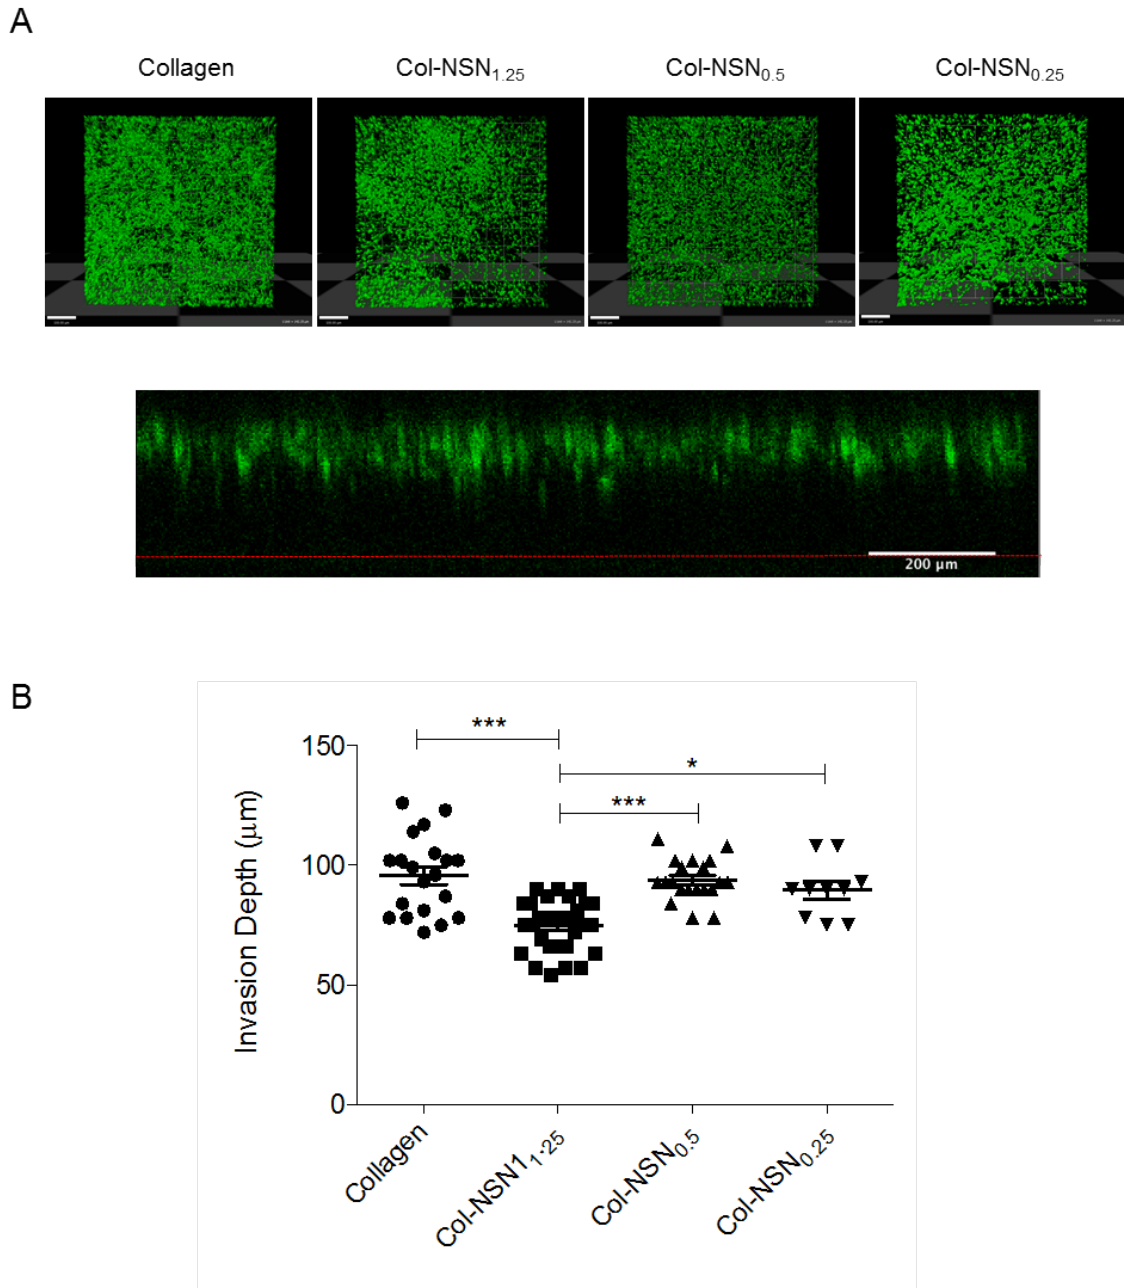 A
Collagen Col-NSN1.25 Col-NSN0.5 Col-NSN0.25
200 µm
B
***
*
***
150
100
50
0
Invasion Depth (µm)
Collagen Col-NSN11·25 Col-NSN0.5 Col-NSN0.25